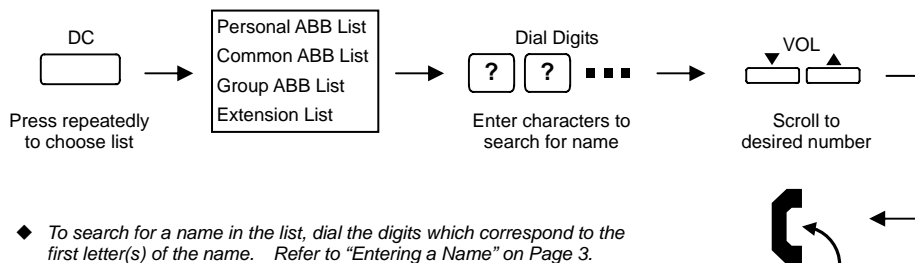 DC
Press repeatedly
to choose list
Personal ABB List
Common ABB List
Group ABB List
Extension List
Dial Digits
? ?
Enter characters to
search for name
VOL
Scroll to
desired number
◆ To search for a name in the list, dial the digits which correspond to the
first letter(s) of the name. Refer to “Entering a Name” on Page 3.